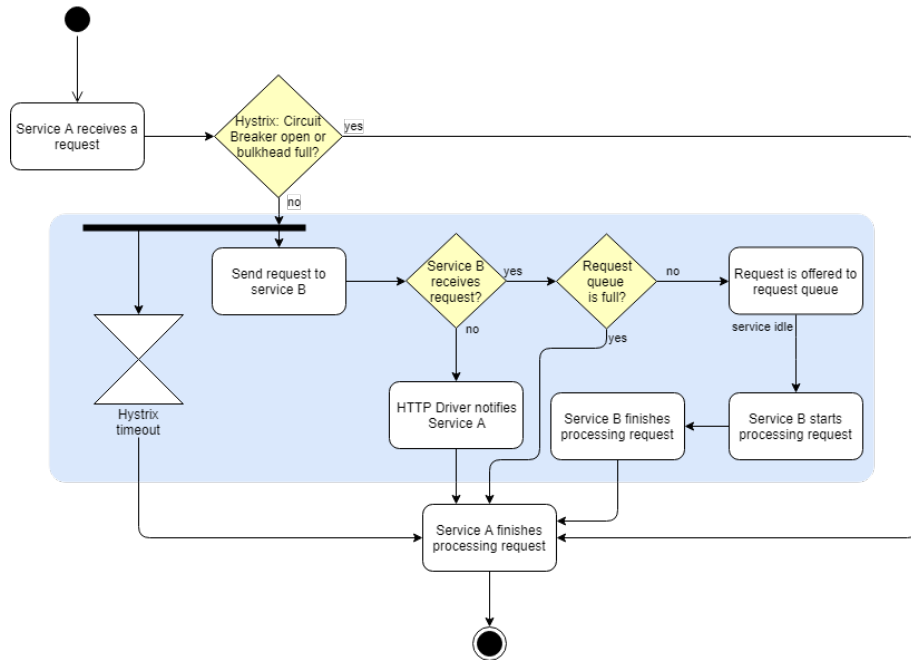 Service A receives a
request
Hystrix: Circuit
Breaker open or
bulkhead full?
yes
no
Send request to
service B
Service B
receives
request?
yes
Request
queue
is full?
no
Request is offered to
request queue
service idle
no
yes
Hystrix
timeout
HTTP Driver notifies
Service A
Service B finishes
processing request
Service B starts
processing request
Service A finishes
processing request